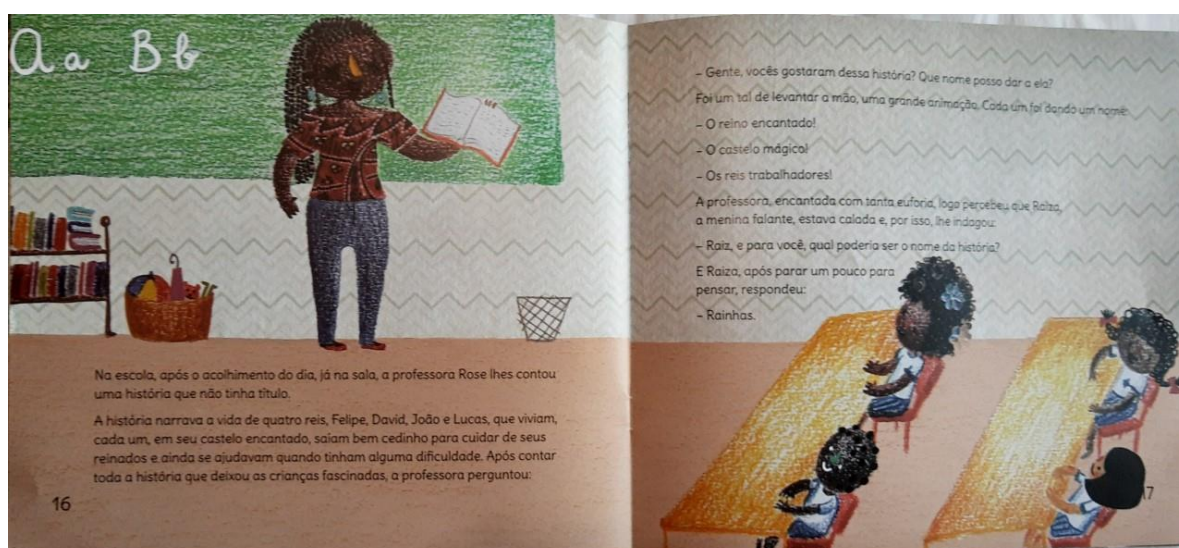 Aa Bb
Na escola, após o acolhimento do dia, já na sala, a professora Rose lhes contou
uma história que não tinha título.
A história narrava a vida de quatro reis, Felipe, David, João e Lucas, que viviam,
cada um, em seu castelo encantado, saiam bem cedinho para cuidar de seus
reinados e ainda se ajudavam quando tinham alguma dificuldade. Após contar
toda a história que deixou as crianças fascinadas, a professora perguntou:
16
– Gente, vocês gostaram dessa história? Que nome posso dar a ela?
Foi um tal de levantar a mão, uma grande animação. Cada um foi dando um nome:
– O reino encantado!
– O castelo mágico!
– Os reis trabalhadores!
A professora, encantada com tanta euforia, logo percebeu que Raiza,
a menina falante, estava calada e, por isso, lhe indagou:
– Raiz, e para você, qual poderia ser o nome da história?
E Raiza, após parar um pouco para
pensar, respondeu:
– Rainhas.
17